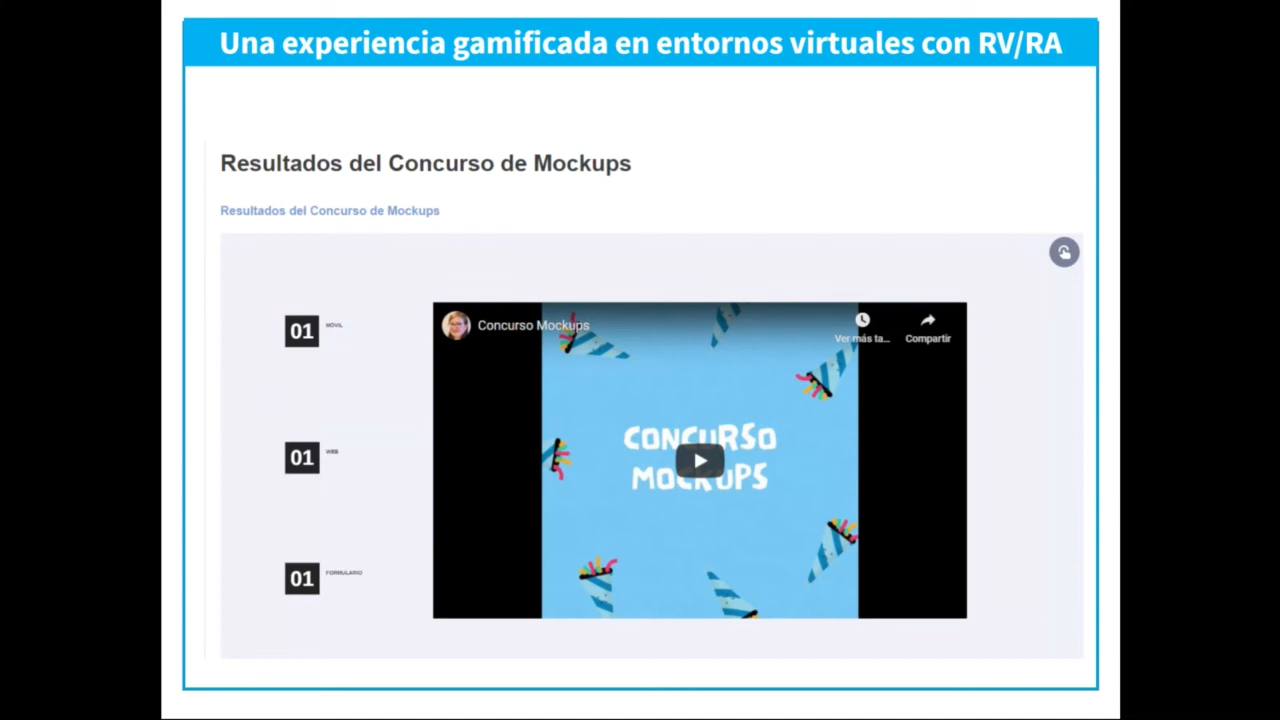 Una experiencia gamificada en entornos virtuales con RV/RA
Resultados del Concurso de Mockups
Resultados del Concurso de Mockups
01 MÓVIL
Concurso Mockups
Ver más ta...
Compartir
CONCURSO
MOCKUPS
01 WEB
01 FORMULARIO